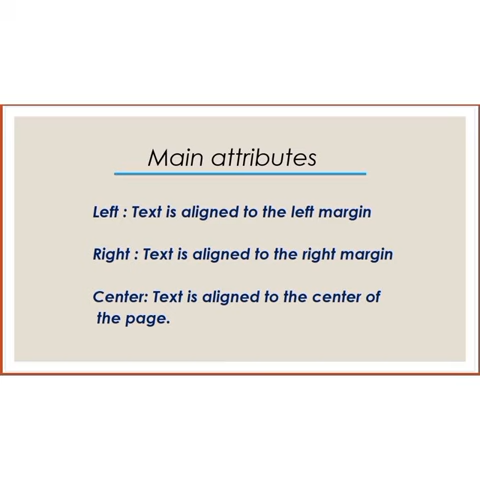 Main attributes
Left : Text is aligned to the left margin
Right : Text is aligned to the right margin
Center: Text is aligned to the center of
the page.